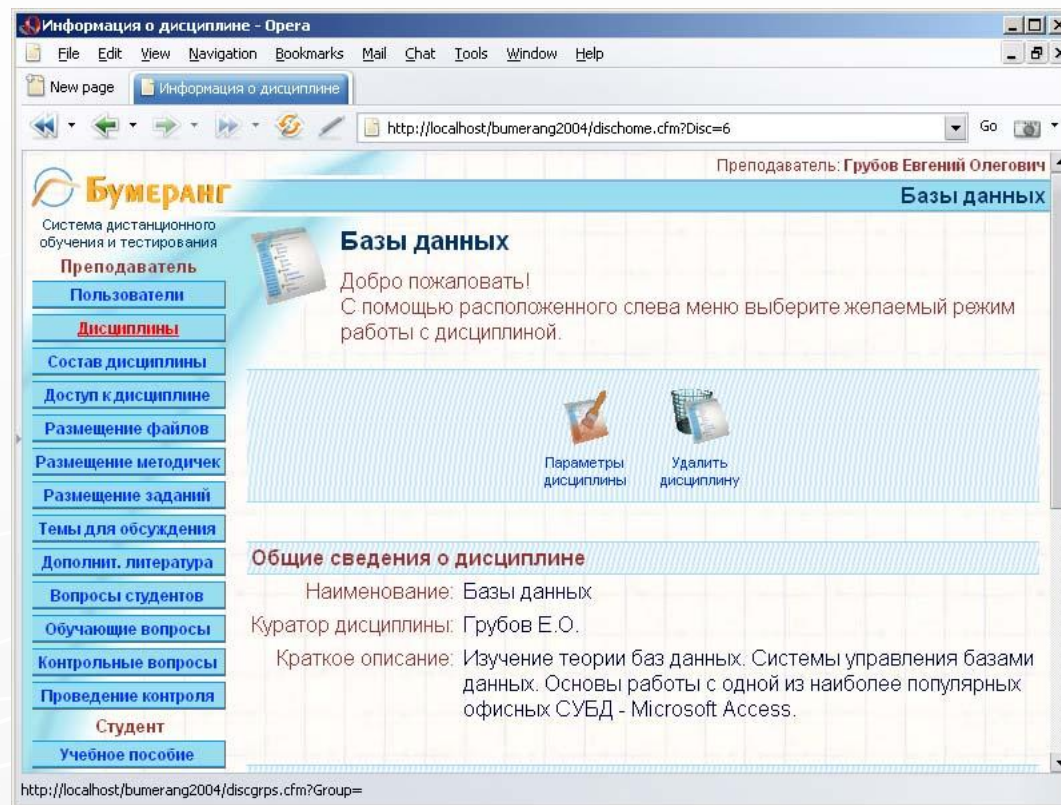 Информация о дисциплине - Opera
File Edit View Navigation Bookmarks Mail Chat Tools Window Help
New page Информация о дисциплине
http://localhost/bumerang2004/dischome.cfm?Disc=6 Go
Преподаватель: Грубов Евгений Олегович
Бумеранг
Базы данных
Система дистанционного
обучения и тестирования
Преподаватель
Пользователи
Дисциплины
Состав дисциплины
Доступ к дисциплине
Размещение файлов
Размещение методичек
Размещение заданий
Темы для обсуждения
Дополнит. литература
Вопросы студентов
Обучающие вопросы
Контрольные вопросы
Проведение контроля
Студент
Учебное пособие
Базы данных
Добро пожаловать!
С помощью расположенного слева меню выберите желаемый режим
работы с дисциплиной.
Параметры
дисциплины
Удалить
дисциплину
Общие сведения о дисциплине
Наименование: Базы данных
Куратор дисциплины: Грубов Е.О.
Краткое описание: Изучение теории баз данных. Системы управления базами
данных. Основы работы с одной из наиболее популярных
офисных СУБД - Microsoft Access.
http://localhost/bumerang2004/discgrps.cfm?Group=